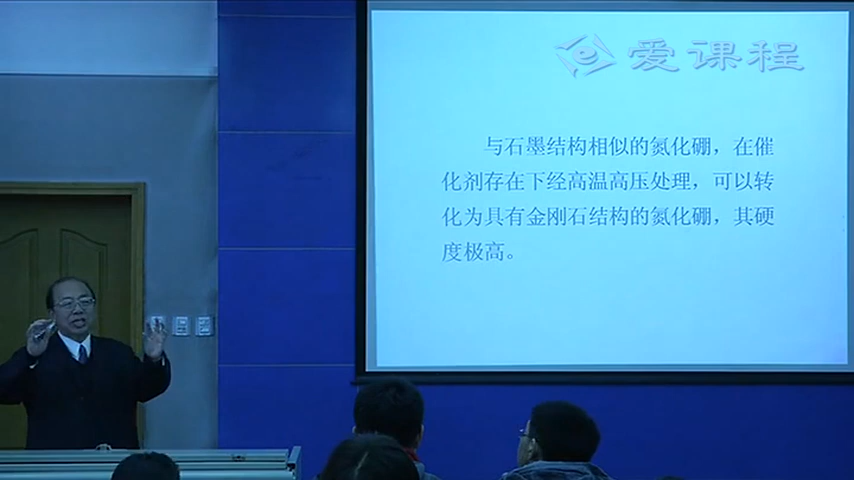 爱课程
与石墨结构相似的氮化硼，在催
化剂存在下经高温高压处理，可以转
化为具有金刚石结构的氮化硼，其硬
度极高。